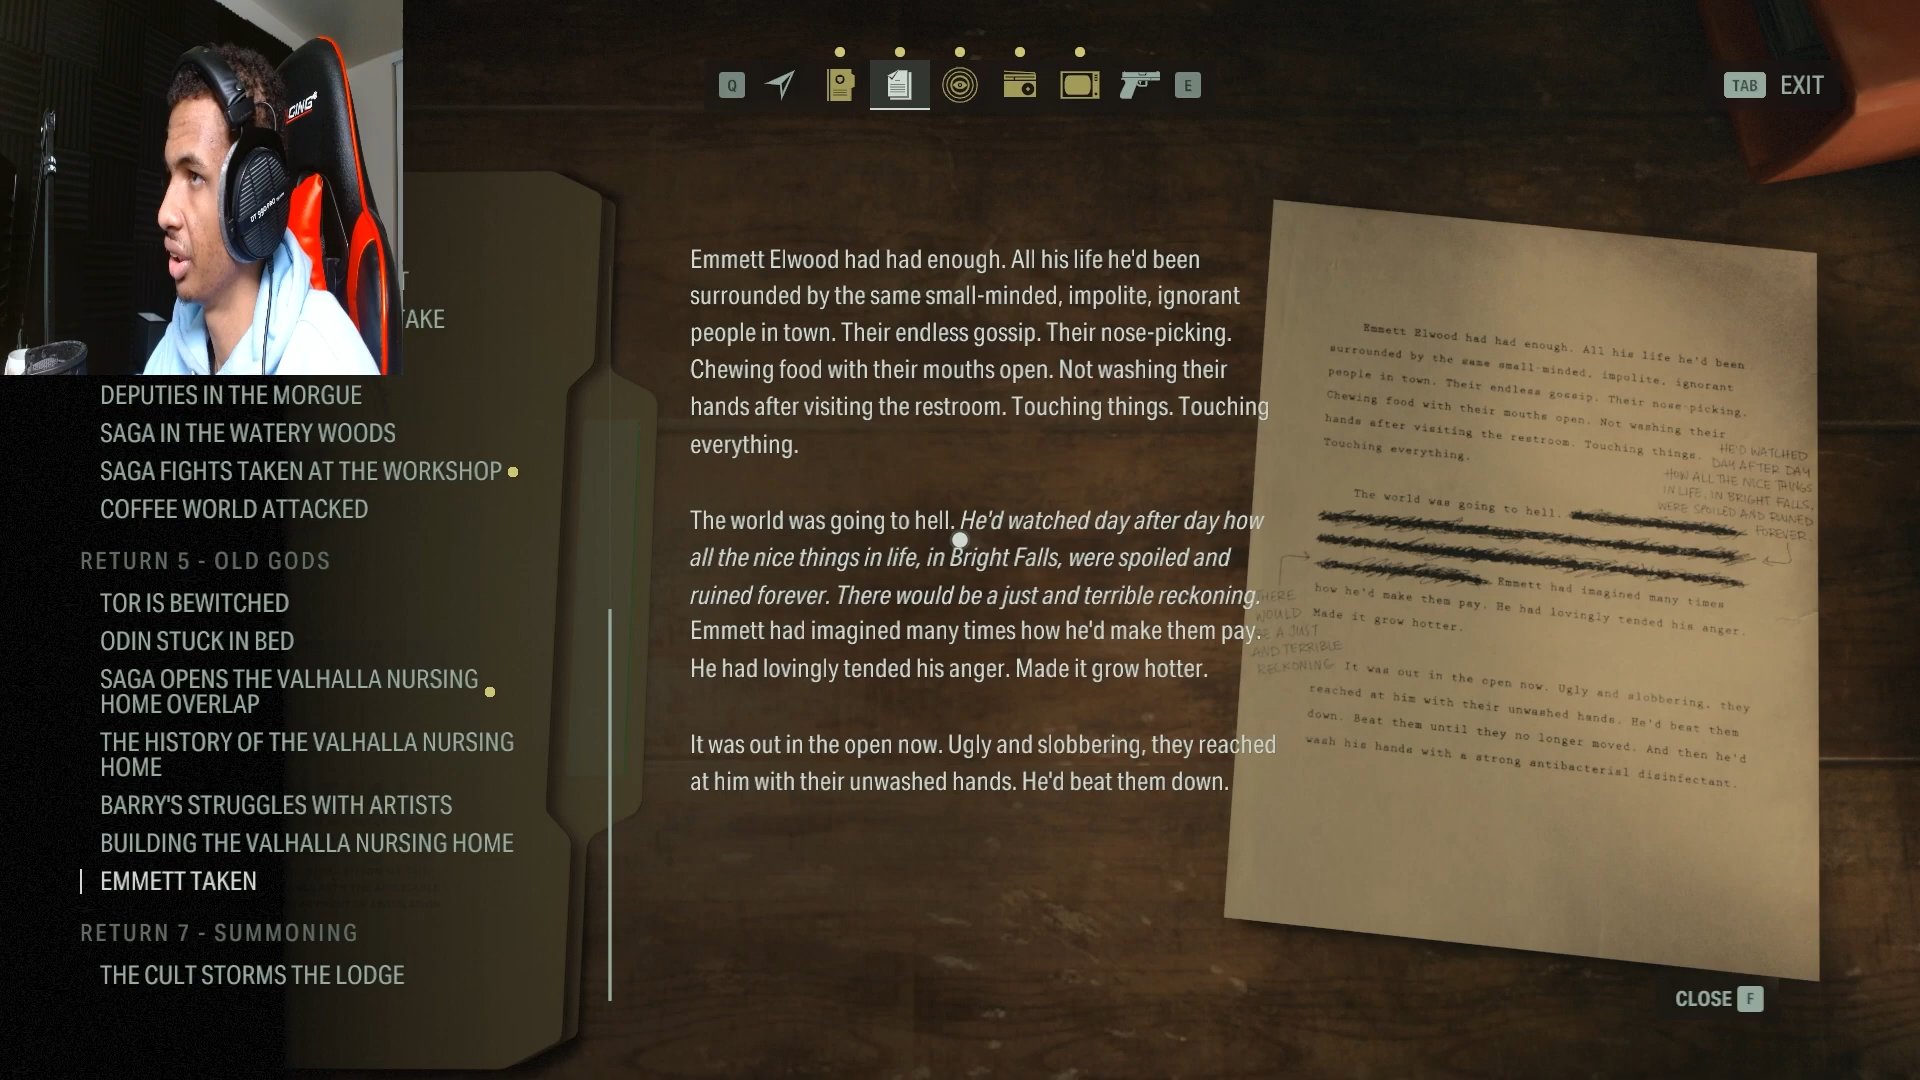 Q
E
TAB EXIT
GING
DT 990 PRO
T
TAKE
DEPUTIES IN THE MORGUE
SAGA IN THE WATERY WOODS
SAGA FIGHTS TAKEN AT THE WORKSHOP
COFFEE WORLD ATTACKED
RETURN 5 - OLD GODS
TOR IS BEWITCHED
ODIN STUCK IN BED
SAGA OPENS THE VALHALLA NURSING
HOME OVERLAP
THE HISTORY OF THE VALHALLA NURSING
HOME
BARRY'S STRUGGLES WITH ARTISTS
BUILDING THE VALHALLA NURSING HOME
EMMETT TAKEN
RETURN 7 - SUMMONING
THE CULT STORMS THE LODGE
Emmett Elwood had had enough. All his life he'd been
surrounded by the same small-minded, impolite, ignorant
people in town. Their endless gossip. Their nose-picking.
Chewing food with their mouths open. Not washing their
hands after visiting the restroom. Touching things. Touching
everything.
The world was going to hell. He'd watched day after day how
all the nice things in life, in Bright Falls, were spoiled and
ruined forever. There would be a just and terrible reckoning.
Emmett had imagined many times how he'd make them pay.
He had lovingly tended his anger. Made it grow hotter.
It was out in the open now. Ugly and slobbering, they reached
at him with their unwashed hands. He'd beat them down.
Emmett Elwood had had enough. All his life he'd been
surrounded by the same small-minded, impolite, ignorant
people in town. Their endless gossip. Their nose-picking.
Chewing food with their mouths open. Not washing their
hands after visiting the restroom. Touching things.
Touching everything.
HE'D WATCHED
DAY AFTER DAY
HOW ALL THE NICE THINGS
IN LIFE, IN BRIGHT FALLS,
WERE SPOILED AND RUINED
FOREVER.
The world was going to hell.
Emmett had imagined many times
how he'd make them pay. He had lovingly tended his anger.
Made it grow hotter.
THERE
WOULD
BE A JUST
AND TERRIBLE
RECKONING
It was out in the open now. Ugly and slobbering, they
reached at him with their unwashed hands. He'd beat them
down. Beat them until they no longer moved. And then he'd
wash his hands with a strong antibacterial disinfectant.
CLOSE F